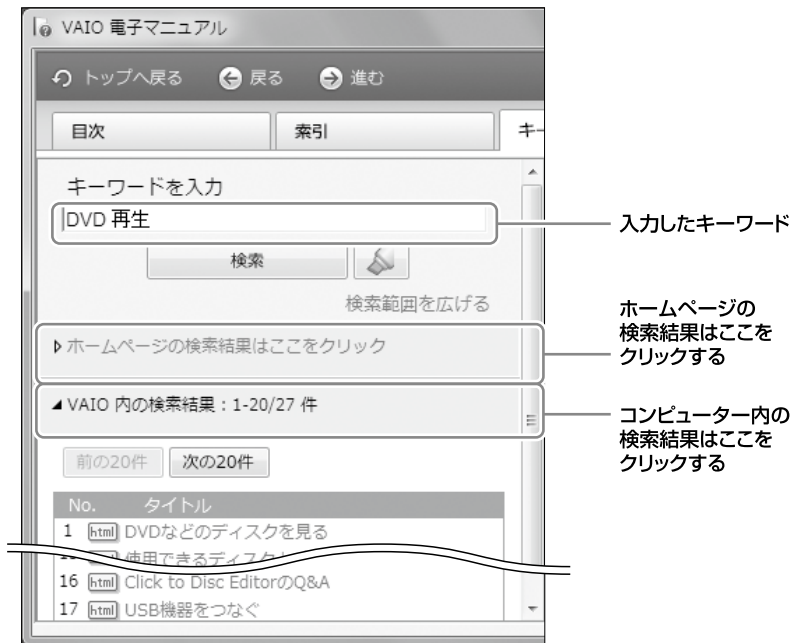 VAIO 電子マニュアル
トップへ戻る 戻る 進む
目次 索引 キー
キーワードを入力
DVD 再生
検索
検索範囲を広げる
ホームページの検索結果はここをクリック
VAIO 内の検索結果：1-20/27 件
前の20件 次の20件
No. タイトル
1 html DVDなどのディスクを見る
使用できるディスク
16 html Click to Disc EditorのQ&A
17 html USB機器をつなぐ
入力したキーワード
ホームページの
検索結果はここを
クリックする
コンピューター内の
検索結果はここを
クリックする